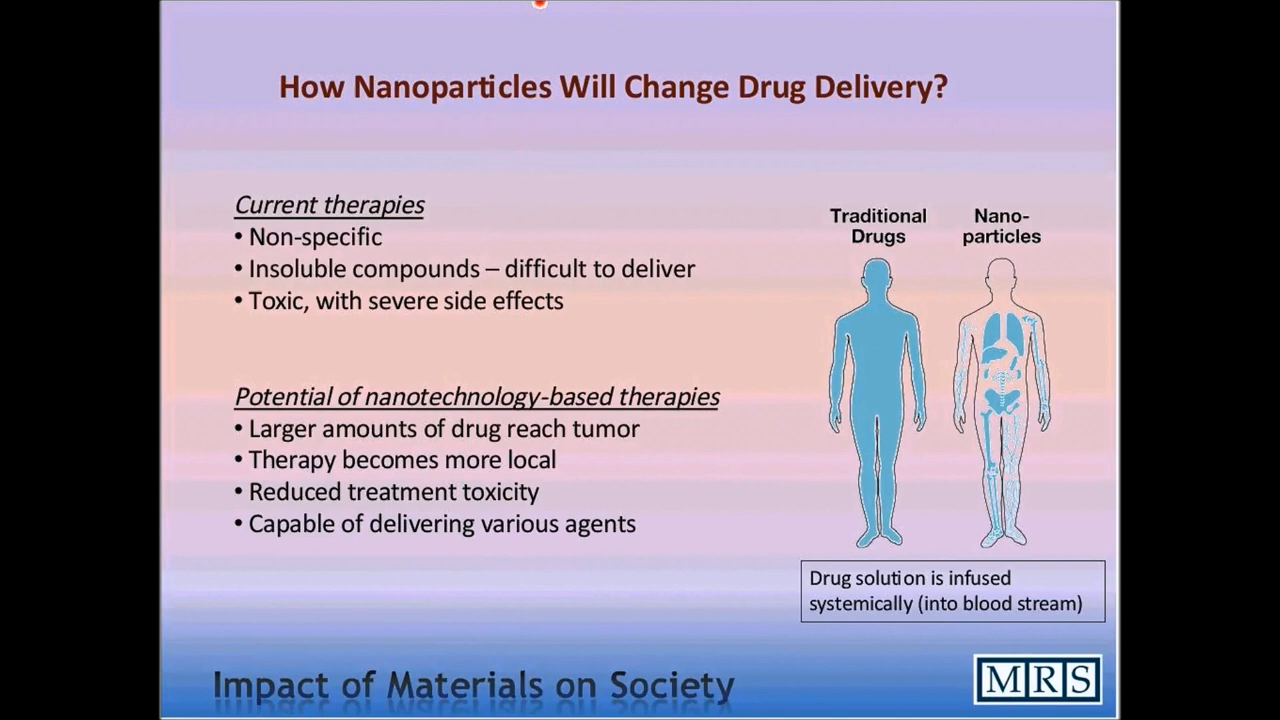 How Nanoparticles Will Change Drug Delivery?
Current therapies
• Non-specific
• Insoluble compounds – difficult to deliver
• Toxic, with severe side effects
Potential of nanotechnology-based therapies
• Larger amounts of drug reach tumor
• Therapy becomes more local
• Reduced treatment toxicity
• Capable of delivering various agents
Traditional
Drugs
Nano-
particles
Drug solution is infused
systemically (into blood stream)
Impact of Materials on Society
MRS